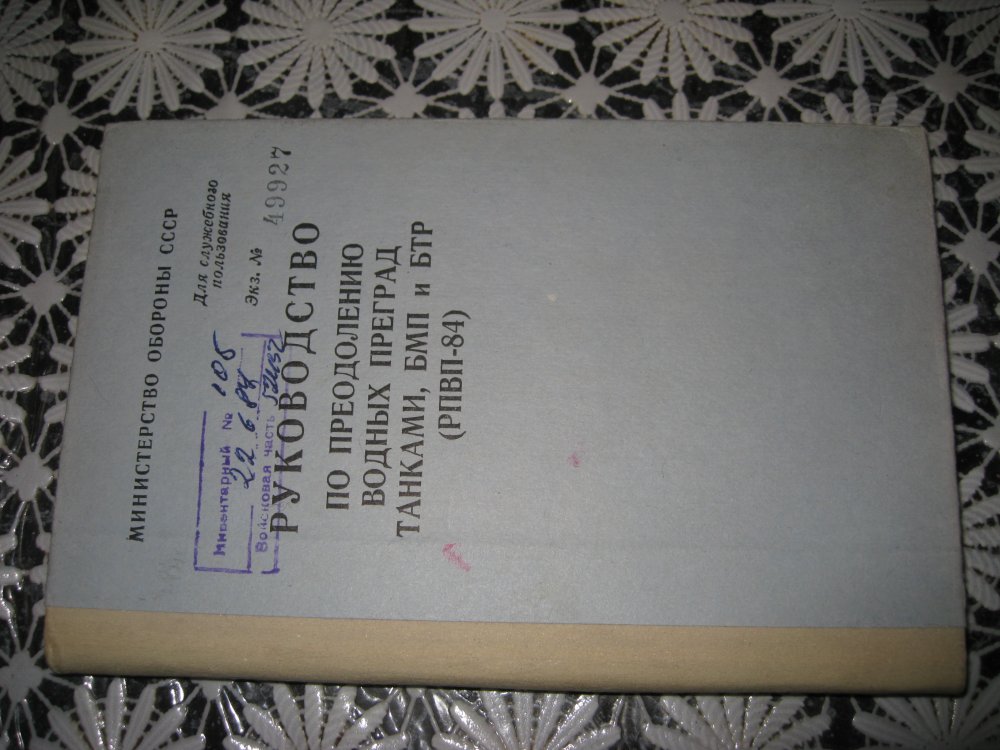 МИНИСТЕРСТВО ОБОРОНЫ СССР
Для служебного
пользования
Экз. №
49927
Инвентарный № 105
22.6.84
Войсковая часть
РУКОВОДСТВО
ПО ПРЕОДОЛЕНИЮ
ВОДНЫХ ПРЕГРАД
ТАНКАМИ, БМП и БТР
(РПВП-84)